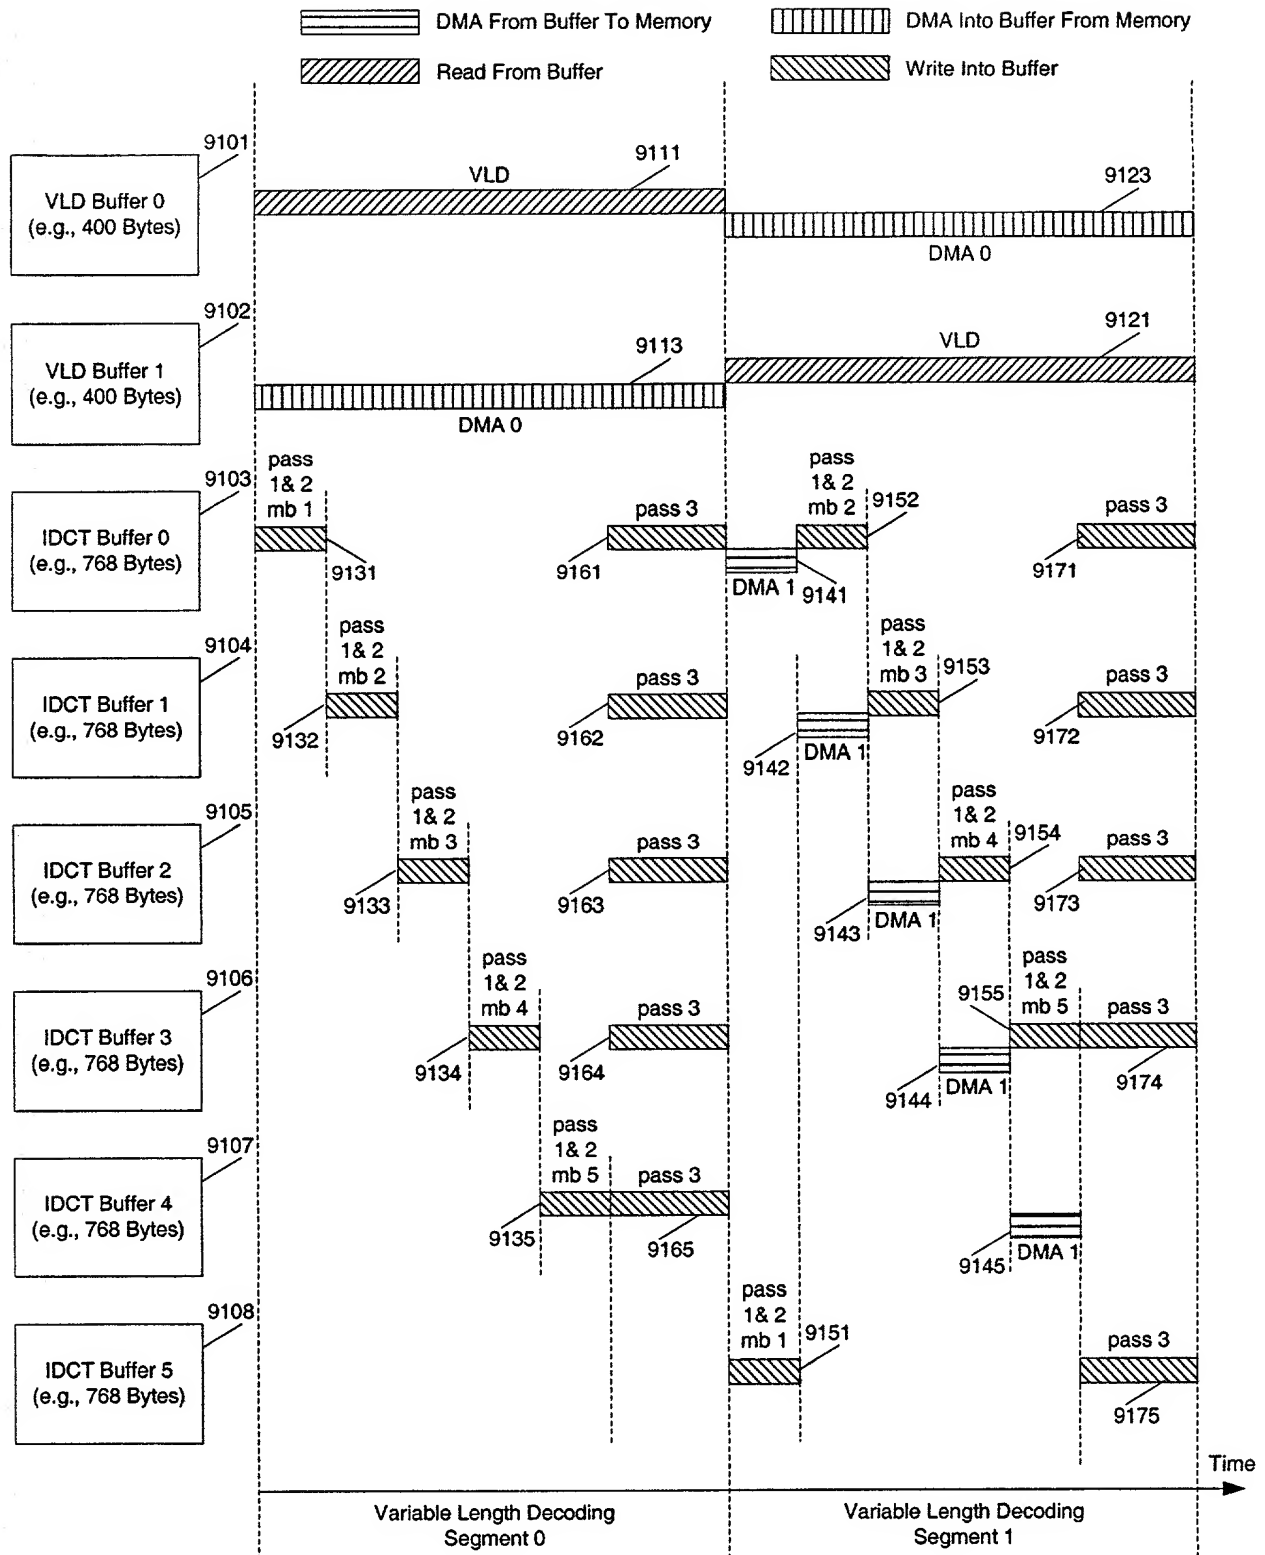 DMA From Buffer To Memory
DMA Into Buffer From Memory
Read From Buffer
Write Into Buffer
9101
VLD Buffer 0
(e.g., 400 Bytes)
VLD
9111
9123
DMA 0
9102
VLD Buffer 1
(e.g., 400 Bytes)
9113
DMA 0
VLD
9121
9103
IDCT Buffer 0
(e.g., 768 Bytes)
pass
1& 2
mb 1
9131
pass 3
9161
DMA 1
9141
pass
1& 2
mb 2
9152
pass 3
9171
9104
IDCT Buffer 1
(e.g., 768 Bytes)
pass
1& 2
mb 2
9132
pass 3
9162
9142
DMA 1
pass
1& 2
mb 3
9153
pass 3
9172
9105
IDCT Buffer 2
(e.g., 768 Bytes)
pass
1& 2
mb 3
9133
pass 3
9163
9143
DMA 1
pass
1& 2
mb 4
9154
pass 3
9173
9106
IDCT Buffer 3
(e.g., 768 Bytes)
pass
1& 2
mb 4
9134
pass 3
9164
9144
DMA 1
9155
pass
1& 2
mb 5
pass 3
9174
9107
IDCT Buffer 4
(e.g., 768 Bytes)
pass
1& 2
mb 5
9135
pass 3
9165
9145
DMA 1
9108
IDCT Buffer 5
(e.g., 768 Bytes)
pass
1& 2
mb 1
9151
pass 3
9175
Time
Variable Length Decoding
Segment 0
Variable Length Decoding
Segment 1